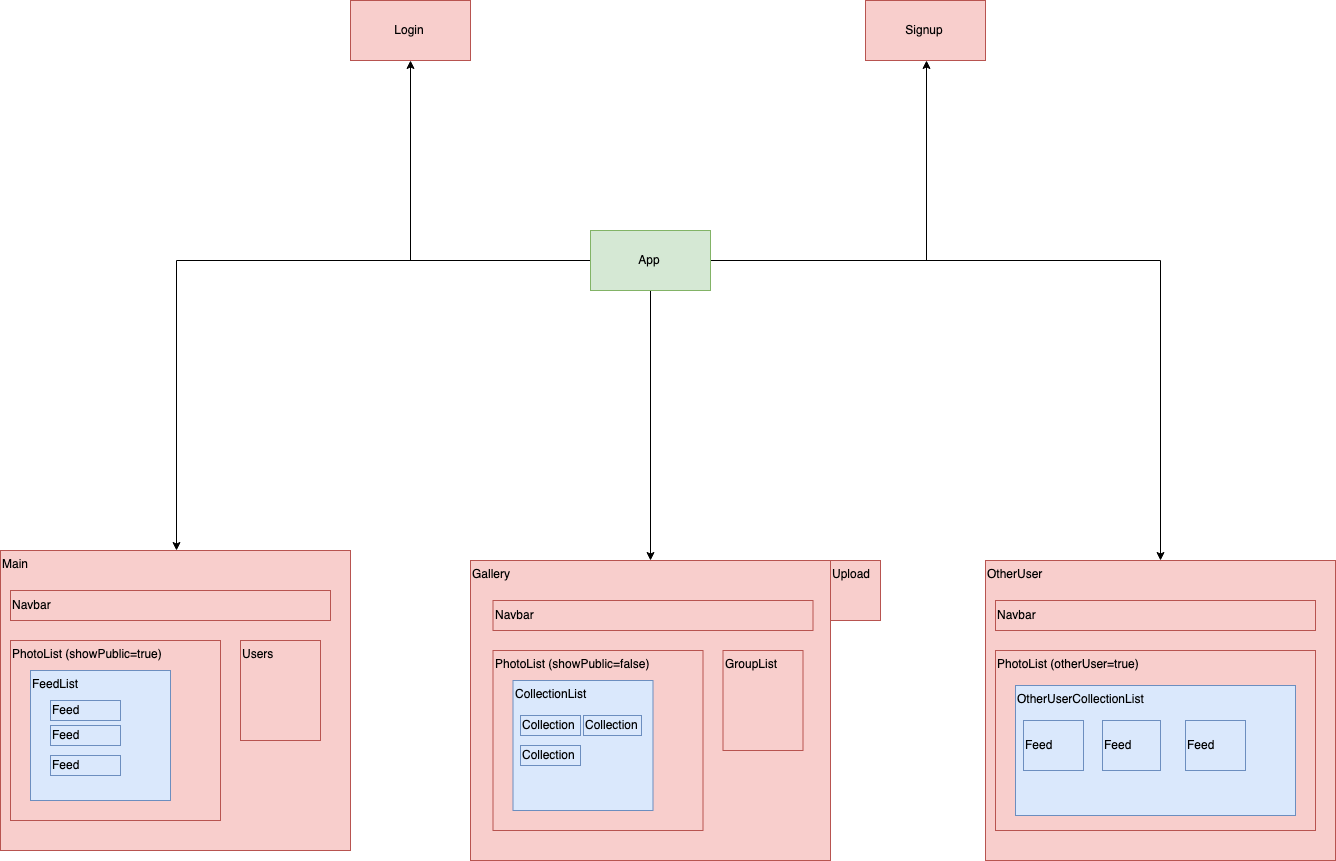 Login
Signup
App
Main
Navbar
PhotoList (showPublic=true)
FeedList
Feed
Feed
Feed
Users
Gallery
Upload
Navbar
PhotoList (showPublic=false)
CollectionList
Collection
Collection
Collection
GroupList
OtherUser
Navbar
PhotoList (otherUser=true)
OtherUserCollectionList
Feed
Feed
Feed